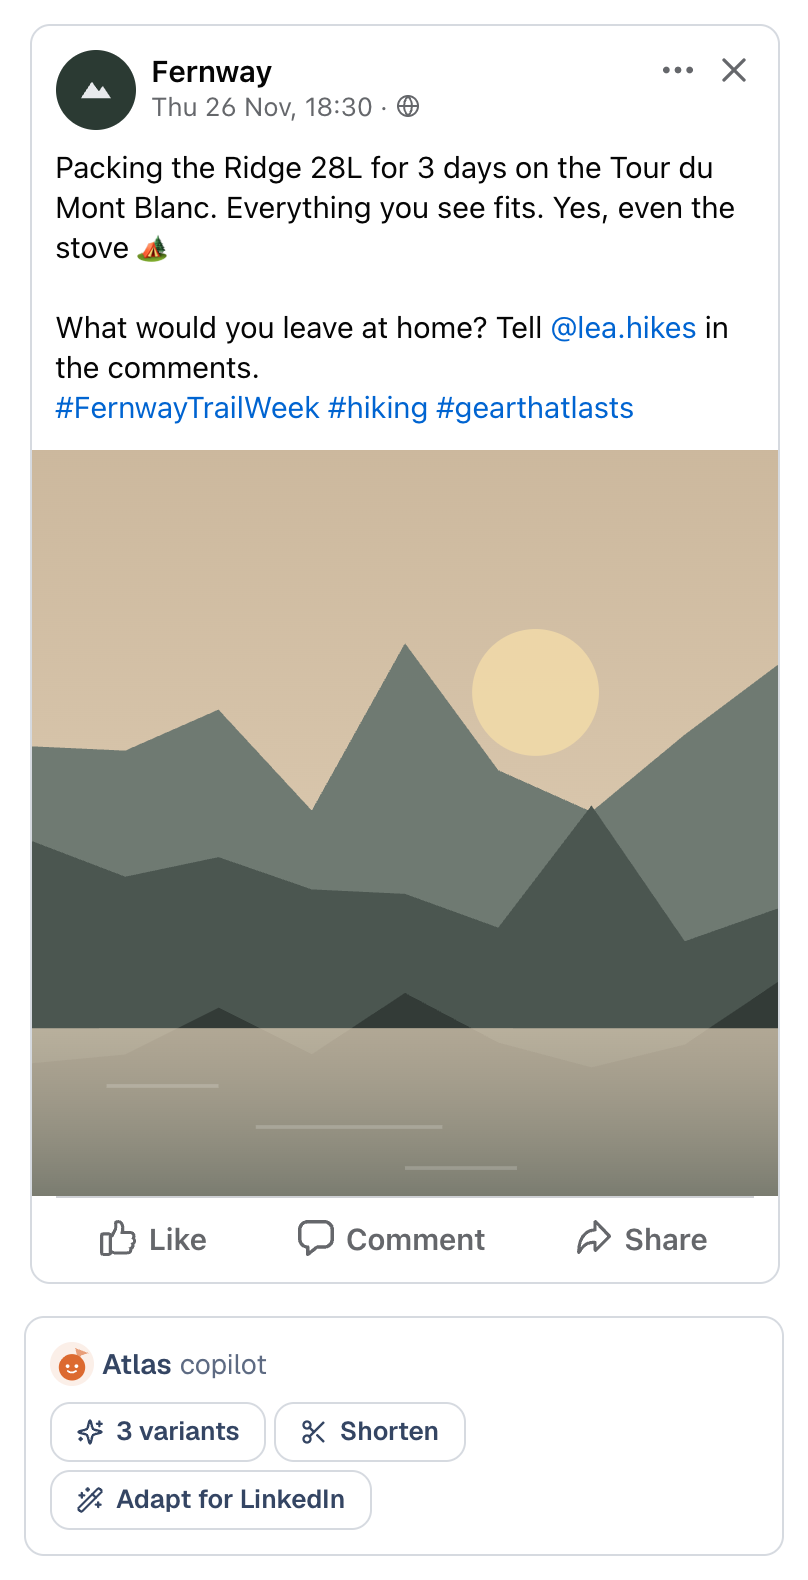 Fernway
Thu 26 Nov, 18:30 ·
Packing the Ridge 28L for 3 days on the Tour du
Mont Blanc. Everything you see fits. Yes, even the
stove 🏕️
What would you leave at home? Tell @lea.hikes in
the comments.
#FernwayTrailWeek #hiking #gearthatlasts
Like
Comment
Share
Atlas copilot
3 variants
Shorten
Adapt for LinkedIn